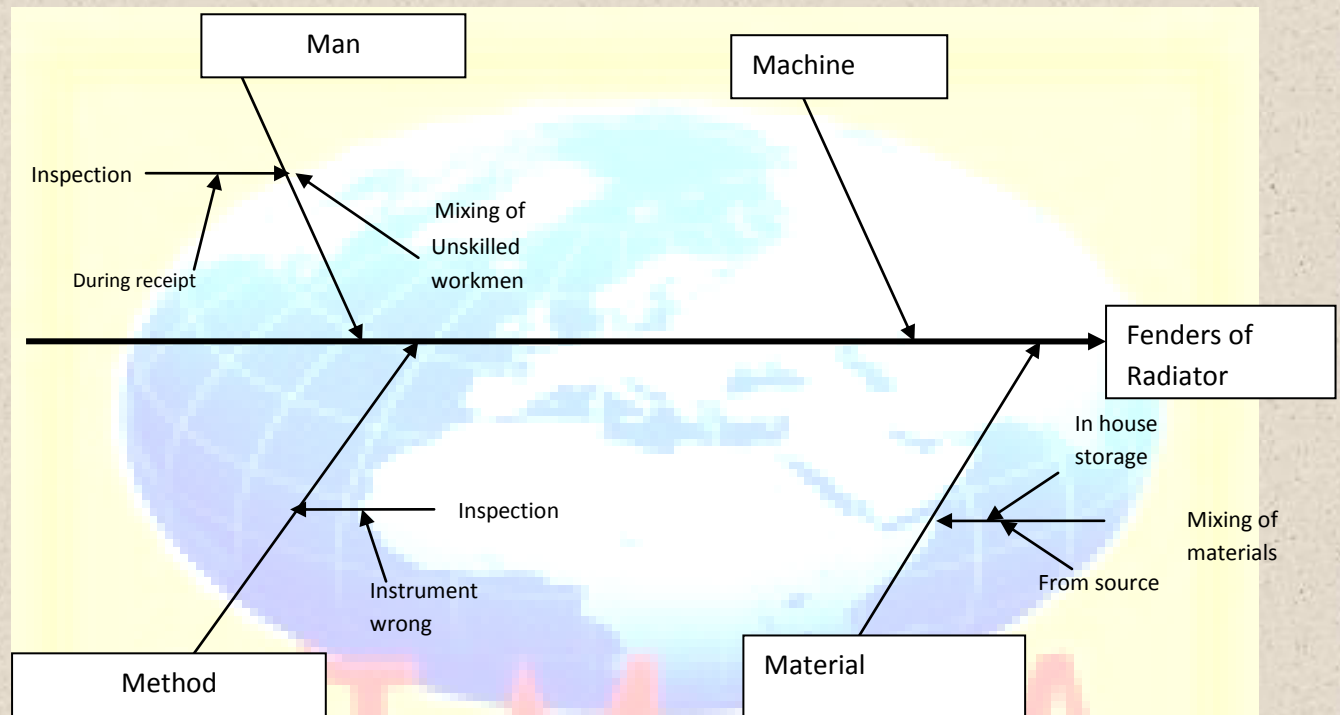 Man
Machine
Inspection
Mixing of
Unskilled
workmen
During receipt
Fenders of
Radiator
In house
storage
Inspection
Mixing of
materials
Instrument
wrong
From source
Method
Material